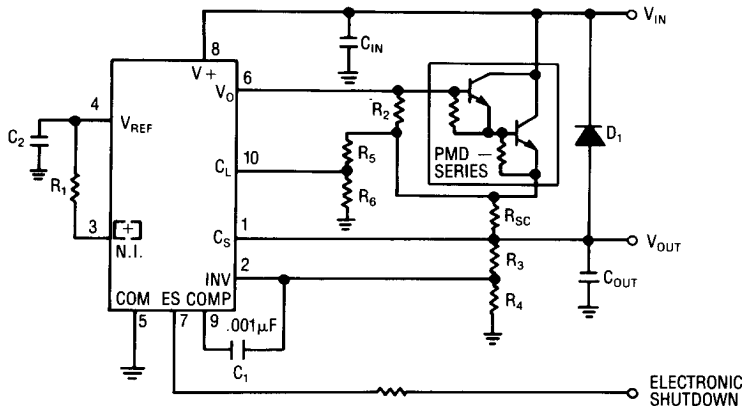 V_IN
C_IN
8
V+
6
V_O
4
V_REF
C_2
R_2
R_5
PMD —
SERIES
D_1
10
C_L
R_1
R_6
R_SC
3
[+]
N.I.
1
C_S
V_OUT
2
INV
R_3
C_OUT
R_4
COM
ES
COMP
5
7
9
.001μF
C_1
ELECTRONIC
SHUTDOWN